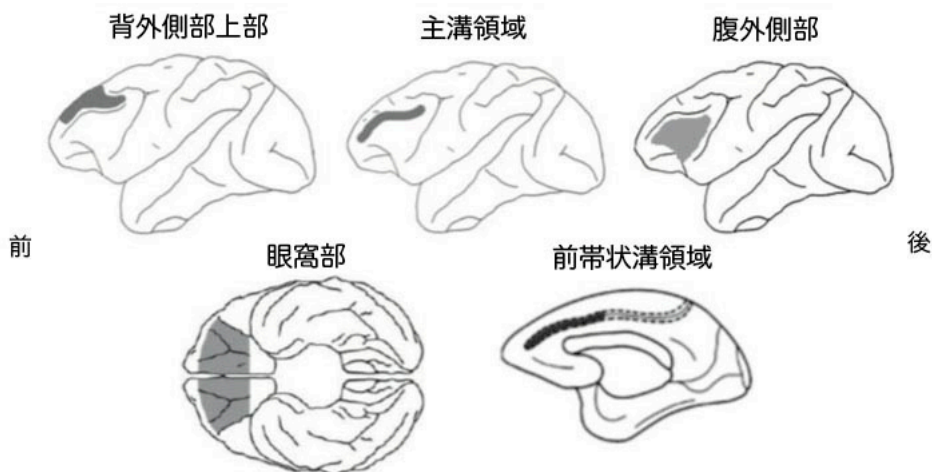 背外側部上部
主溝領域
腹外側部
前
後
眼窩部
前帯状溝領域